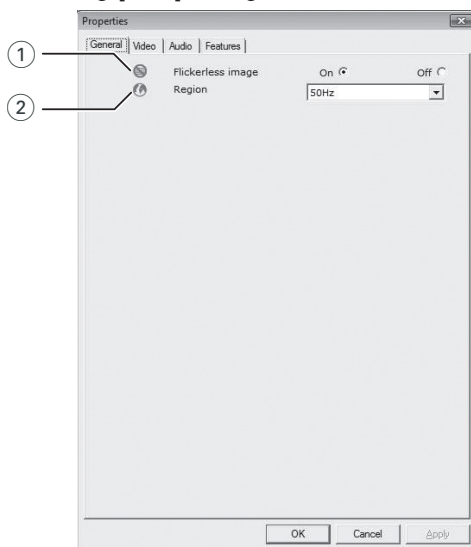 Properties
General Video Audio Features
1 Flickerless image On Off
2 Region 50Hz
OK Cancel Apply